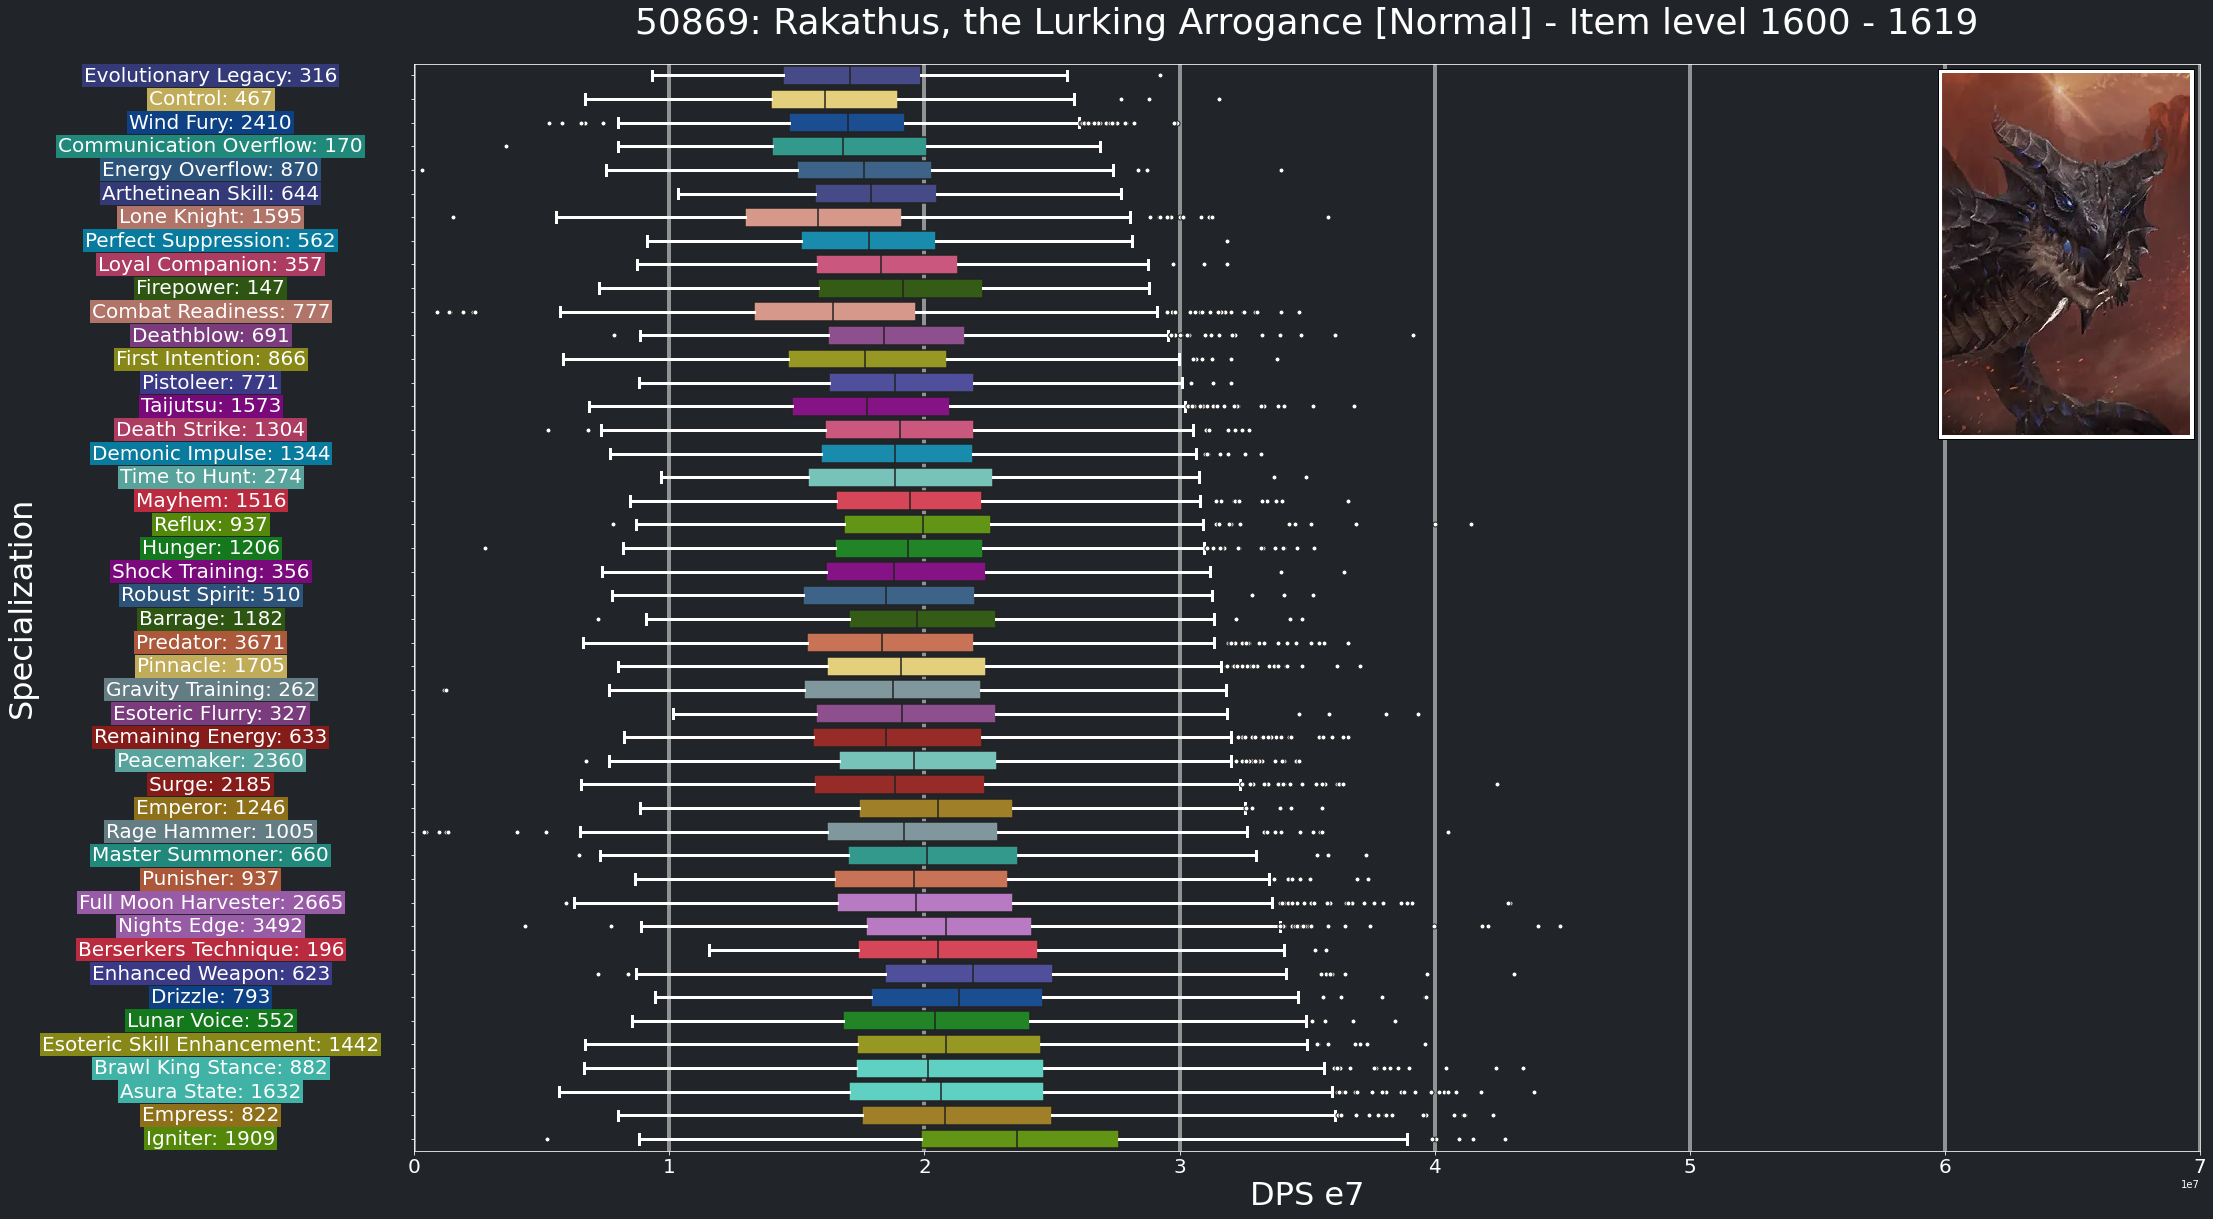 50869: Rakathus, the Lurking Arrogance [Normal] - Item level 1600 - 1619
Evolutionary Legacy: 316
Control: 467
Wind Fury: 2410
Communication Overflow: 170
Energy Overflow: 870
Arthetinean Skill: 644
Lone Knight: 1595
Perfect Suppression: 562
Loyal Companion: 357
Firepower: 147
Combat Readiness: 777
Deathblow: 691
First Intention: 866
Pistoleer: 771
Taijutsu: 1573
Death Strike: 1304
Demonic Impulse: 1344
Time to Hunt: 274
Mayhem: 1516
Reflux: 937
Hunger: 1206
Shock Training: 356
Robust Spirit: 510
Barrage: 1182
Predator: 3671
Pinnacle: 1705
Gravity Training: 262
Esoteric Flurry: 327
Remaining Energy: 633
Peacemaker: 2360
Surge: 2185
Emperor: 1246
Rage Hammer: 1005
Master Summoner: 660
Punisher: 937
Full Moon Harvester: 2665
Nights Edge: 3492
Berserkers Technique: 196
Enhanced Weapon: 623
Drizzle: 793
Lunar Voice: 552
Esoteric Skill Enhancement: 1442
Brawl King Stance: 882
Asura State: 1632
Empress: 822
Igniter: 1909
Specialization
0 1 2 3 4 5 6 7
1e7
DPS e7